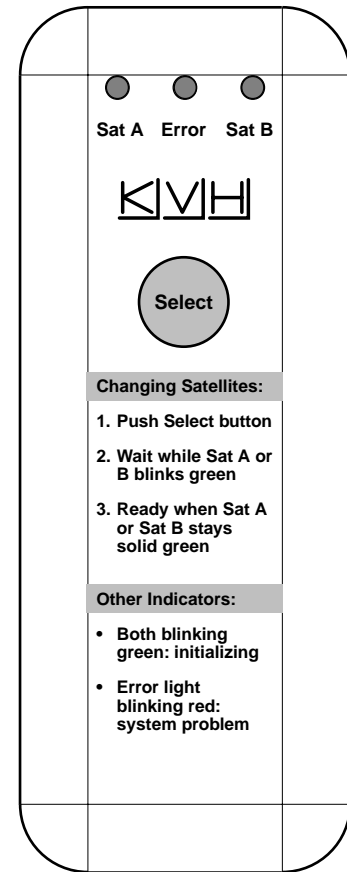 Sat A Error Sat B
KVH
Select
Changing Satellites:
1. Push Select button
2. Wait while Sat A or
B blinks green
3. Ready when Sat A
or Sat B stays
solid green
Other Indicators:
• Both blinking
green: initializing
• Error light
blinking red:
system problem